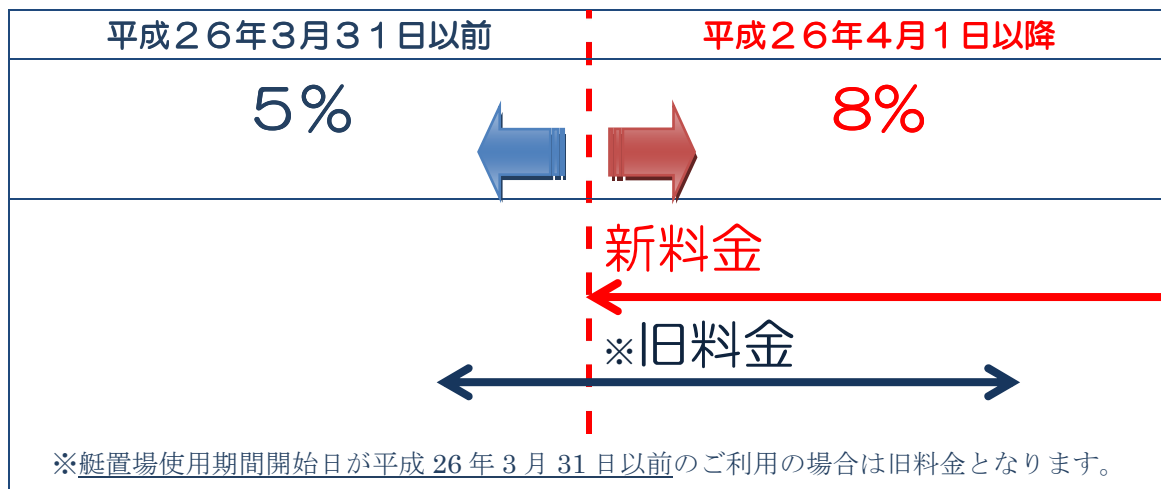 平成２６年３月３１日以前
平成２６年４月１日以降
５％
８％
新料金
※旧料金
※艇置場使用期間開始日が平成 26 年 3 月 31 日以前のご利用の場合は旧料金となります。